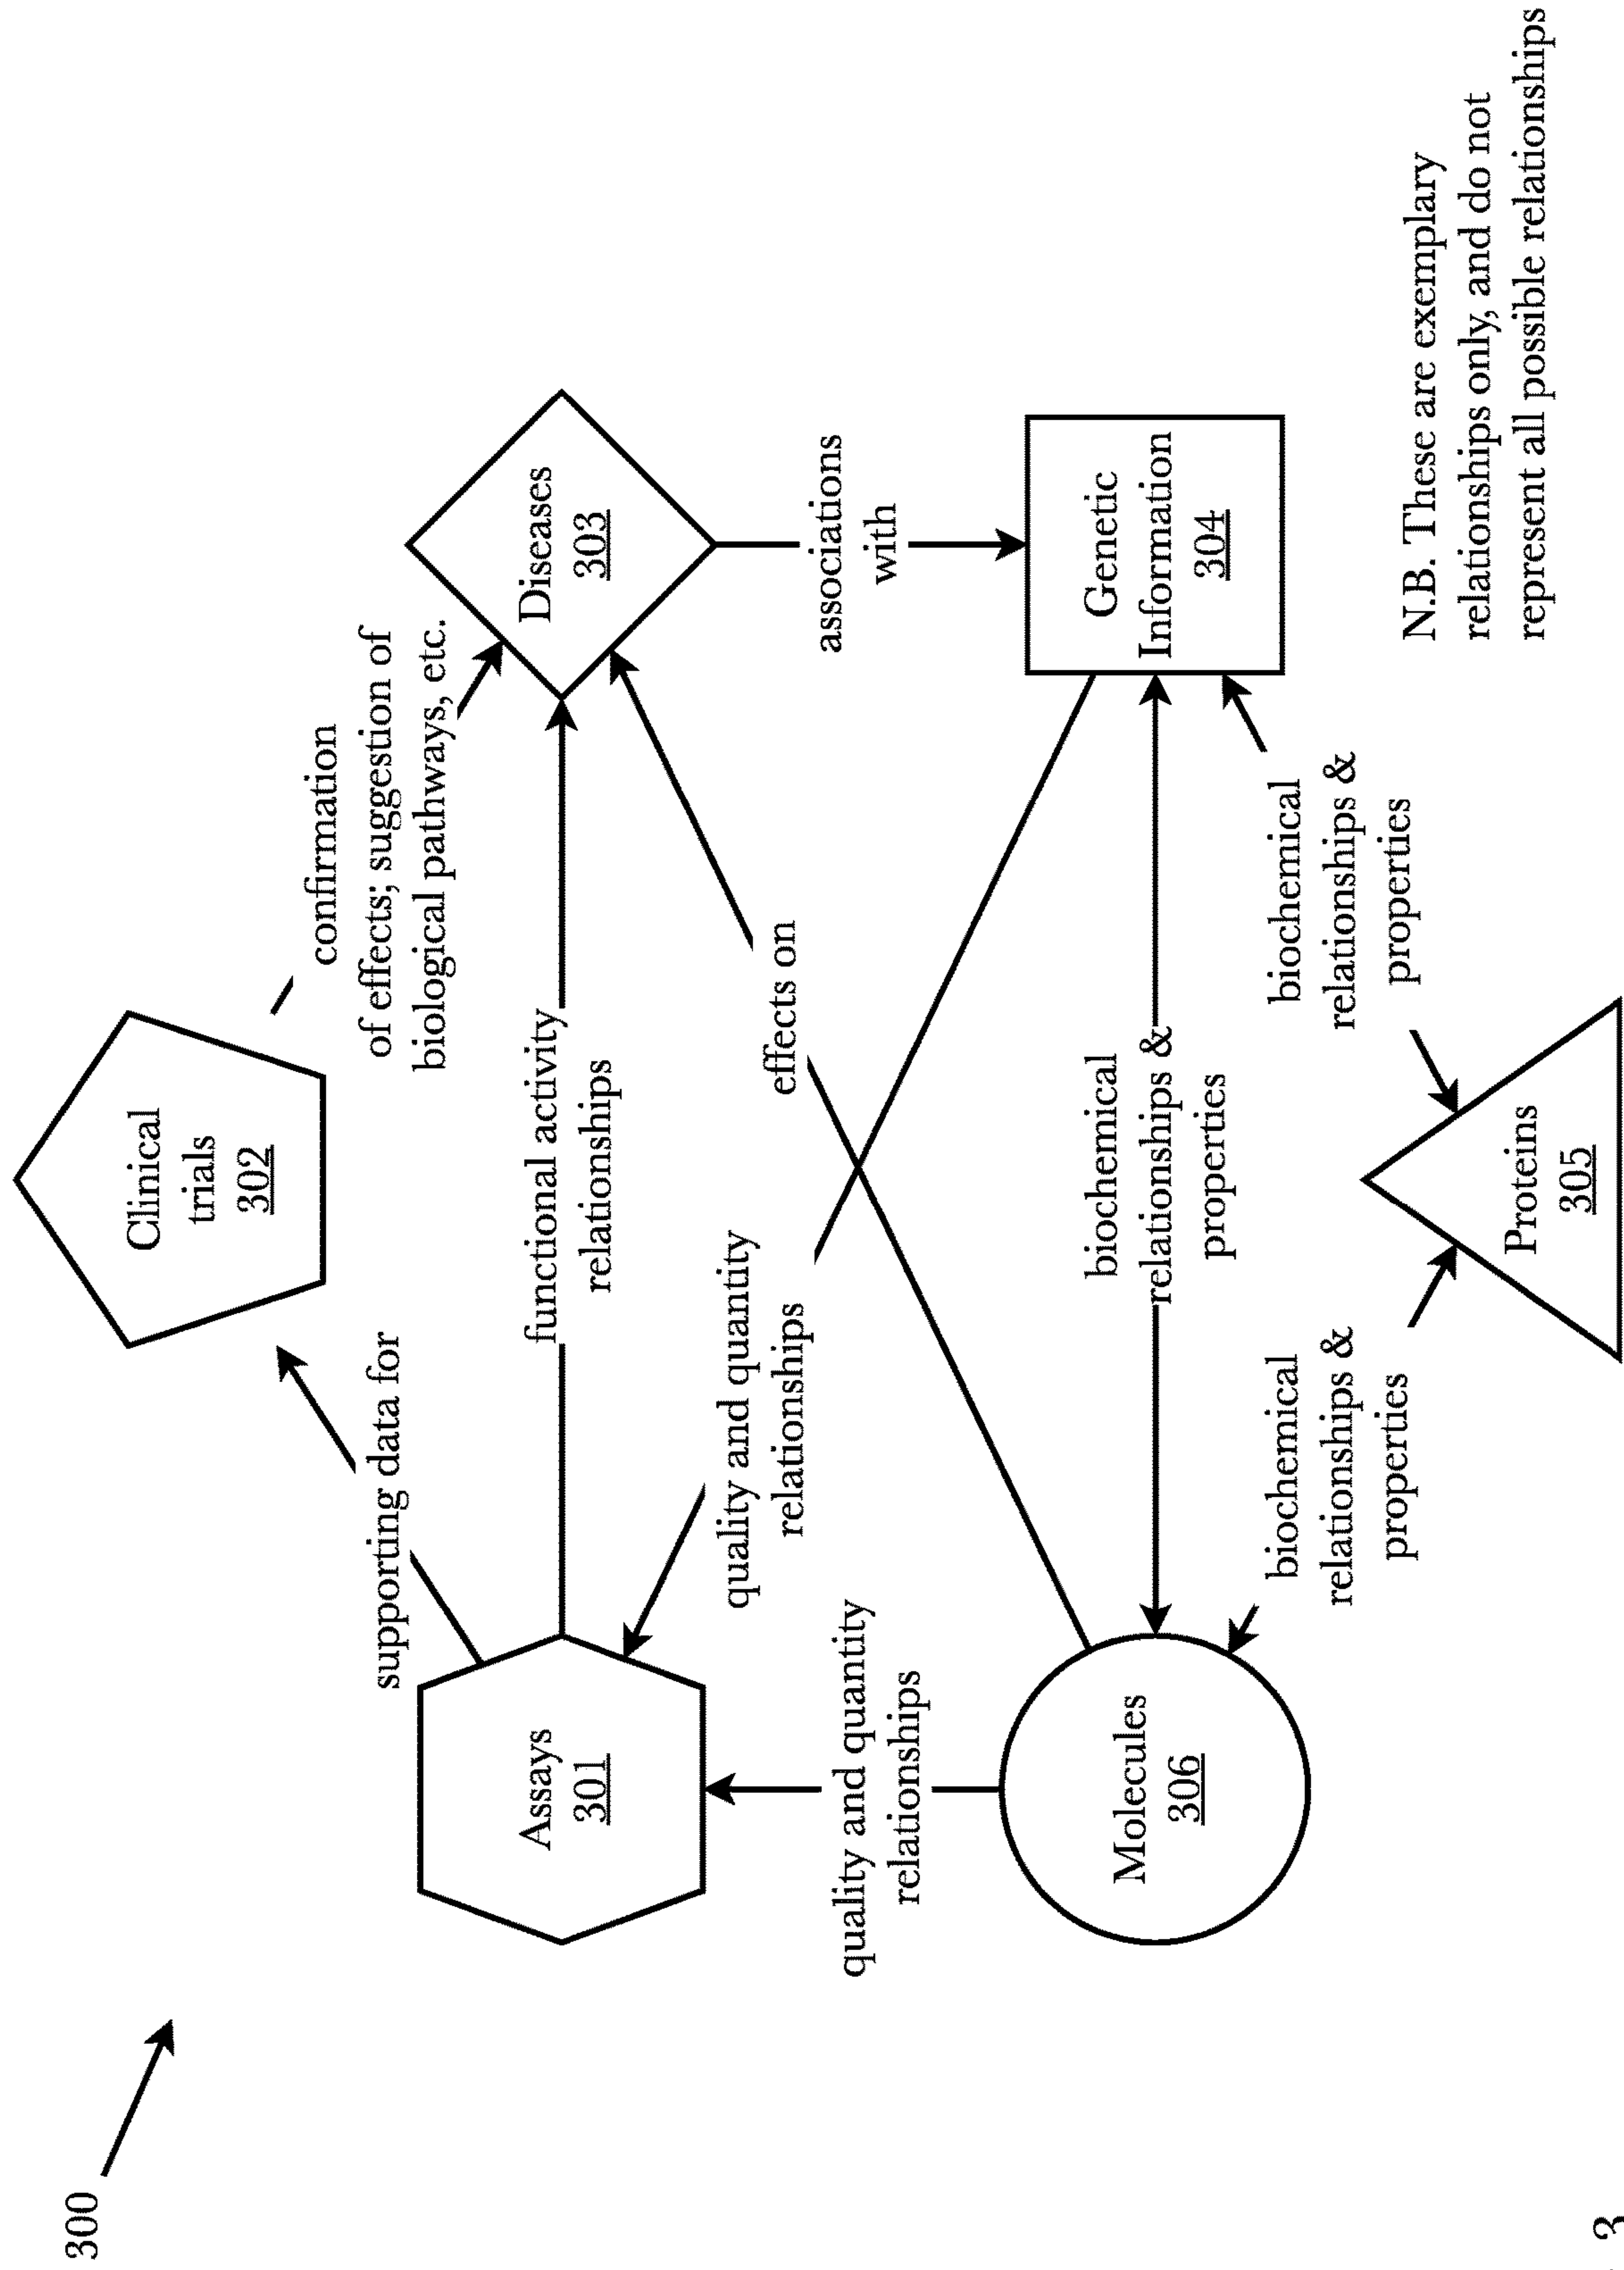 300
Clinical
trials
302
supporting data for
confirmation
of effects; suggestion of
biological pathways, etc.
Assays
301
functional activity
relationships
Diseases
303
quality and quantity
relationships
effects on
associations
with
quality and quantity
relationships
Molecules
306
biochemical
relationships &
properties
Genetic
Information
304
biochemical
relationships &
properties
biochemical
relationships &
properties
Proteins
305
N.B. These are exemplary
relationships only, and do not
represent all possible relationships
3